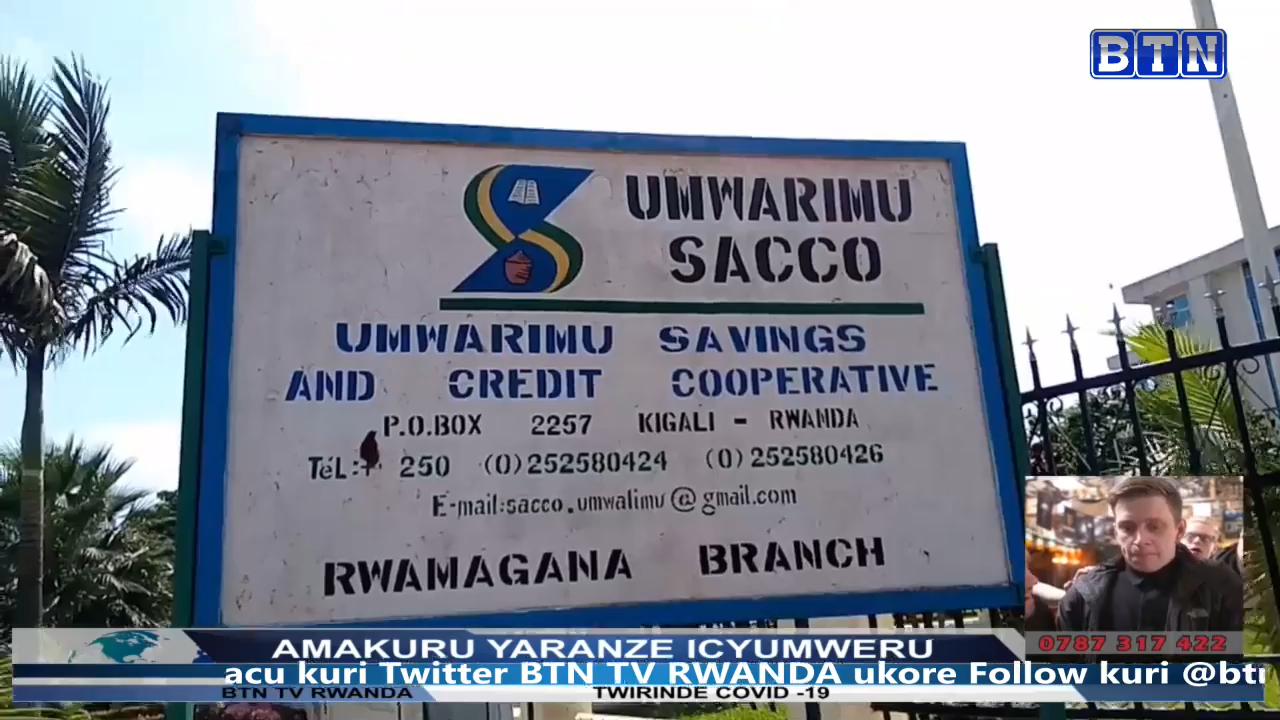 BTN
UMWARIMU
SACCO
UMWARIMU SAVINGS
AND CREDIT COOPERATIVE
P.O.BOX 2257 KIGALI - RWANDA
TéL:+ 250 (0)252580424 (0)252580426
E-mail:sacco.umwalimu@gmail.com
RWAMAGANA BRANCH
0787 317 422
AMAKURU YARANZE ICYUMWERU
acu kuri Twitter BTN TV RWANDA ukore Follow kuri @btn
BTN TV RWANDA TWIRINDE COVID -19